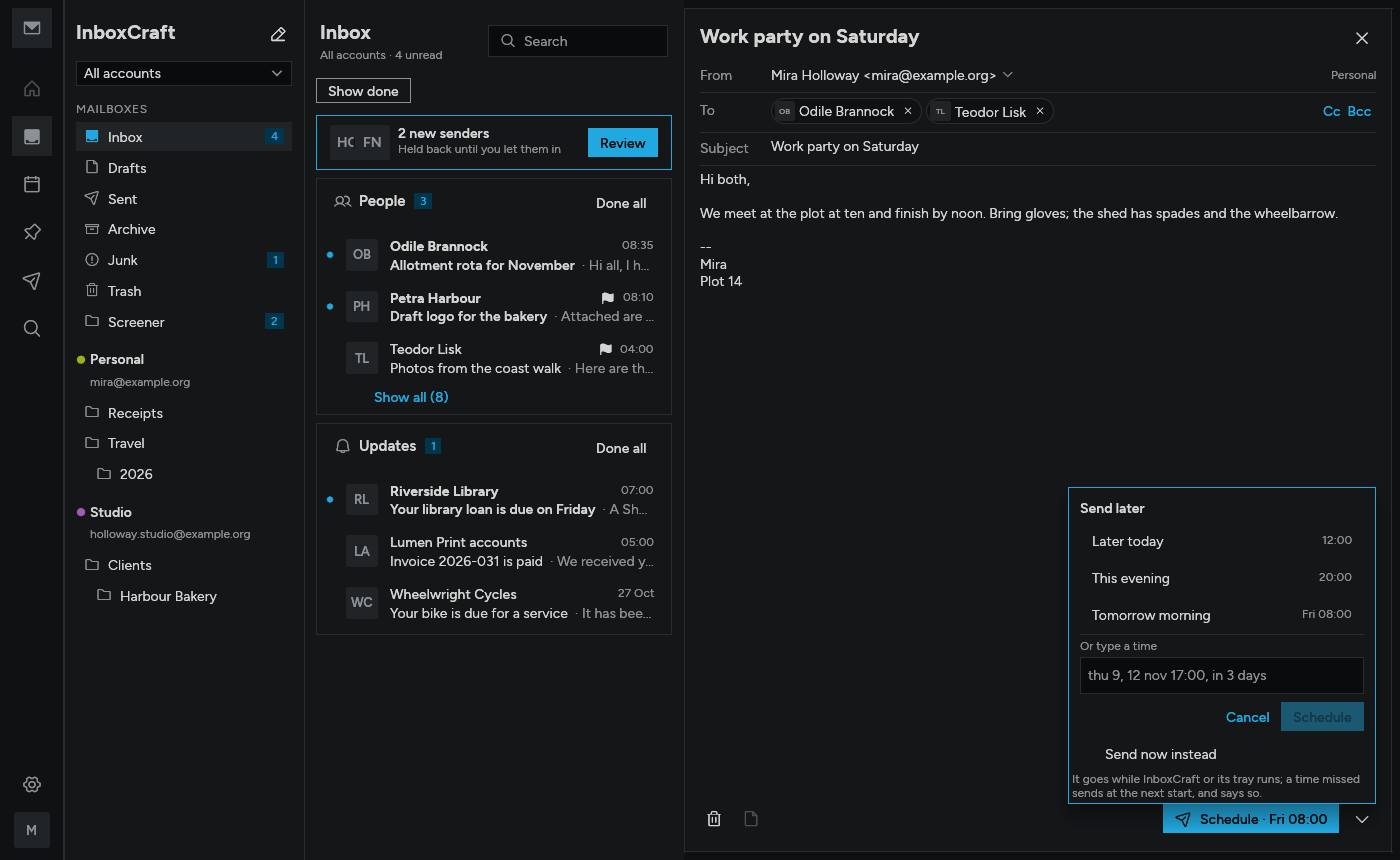 InboxCraft
All accounts
MAILBOXES
Inbox 4
Drafts
Sent
Archive
Junk 1
Trash
Screener 2
Personal
mira@example.org
Receipts
Travel
2026
Studio
holloway.studio@example.org
Clients
Harbour Bakery
M
Inbox
All accounts · 4 unread
Search
Show done
HC FN
2 new senders
Held back until you let them in
Review
People 3 Done all
OB Odile Brannock 08:35
Allotment rota for November · Hi all, I h…
PH Petra Harbour 08:10
Draft logo for the bakery · Attached are …
TL Teodor Lisk 04:00
Photos from the coast walk · Here are th…
Show all (8)
Updates 1 Done all
RL Riverside Library 07:00
Your library loan is due on Friday · A Sh…
LA Lumen Print accounts 05:00
Invoice 2026-031 is paid · We received y…
WC Wheelwright Cycles 27 Oct
Your bike is due for a service · It has bee…
Work party on Saturday
From Mira Holloway <mira@example.org> Personal
To OB Odile Brannock × TL Teodor Lisk × Cc Bcc
Subject Work party on Saturday
Hi both,
We meet at the plot at ten and finish by noon. Bring gloves; the shed has spades and the wheelbarrow.
--
Mira
Plot 14
Send later
Later today 12:00
This evening 20:00
Tomorrow morning Fri 08:00
Or type a time
thu 9, 12 nov 17:00, in 3 days
Cancel Schedule
Send now instead
It goes while InboxCraft or its tray runs; a time missed
sends at the next start, and says so.
Schedule · Fri 08:00